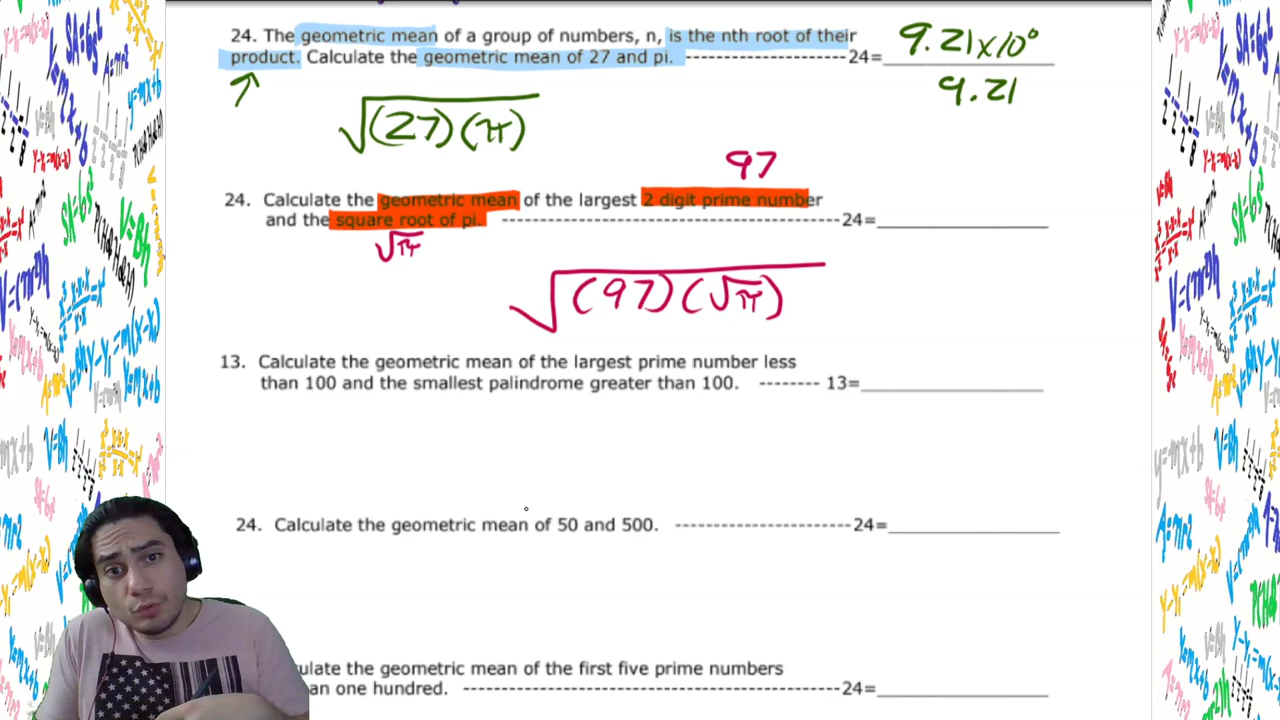 24. The geometric mean of a group of numbers, n, is the nth root of their
product. Calculate the geometric mean of 27 and pi. ---------------------- 24=
9.21x10⁰
9.21
√(27)(π)
97
24. Calculate the geometric mean of the largest 2 digit prime number
and the square root of pi. ---------------------------------------------- 24=
√π
√(97)(√π)
13. Calculate the geometric mean of the largest prime number less
than 100 and the smallest palindrome greater than 100. -------- 13=
24. Calculate the geometric mean of 50 and 500. ------------------------ 24=
ulate the geometric mean of the first five prime numbers
an one hundred. --------------------------------------------------- 24=